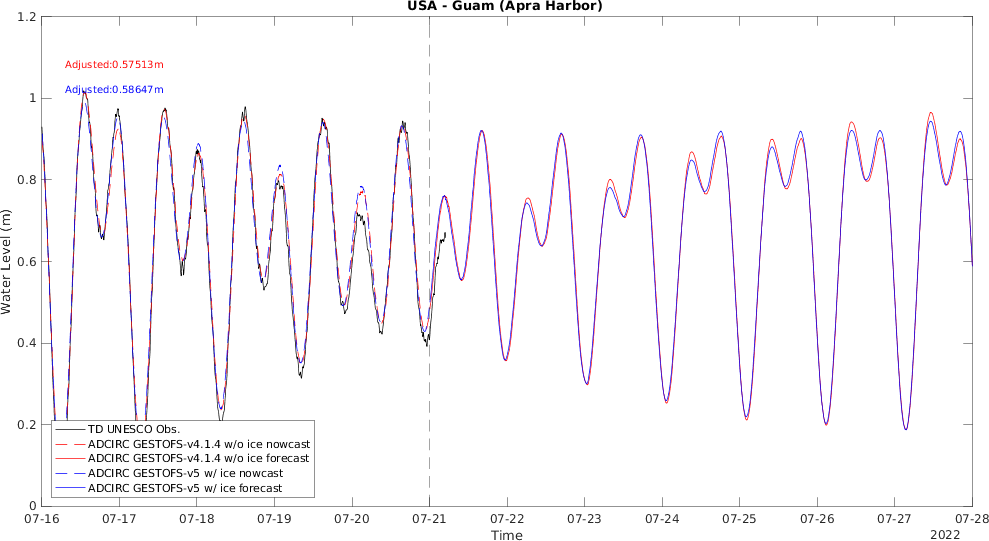 USA - Guam (Apra Harbor)
1.2
1
0.8
0.6
0.4
0.2
0
Water Level (m)
Adjusted:0.57513m
Adjusted:0.58647m
TD UNESCO Obs.
ADCIRC GESTOFS-v4.1.4 w/o ice nowcast
ADCIRC GESTOFS-v4.1.4 w/o ice forecast
ADCIRC GESTOFS-v5 w/ ice nowcast
ADCIRC GESTOFS-v5 w/ ice forecast
07-16 07-17 07-18 07-19 07-20 07-21 07-22 07-23 07-24 07-25 07-26 07-27 07-28
Time
2022